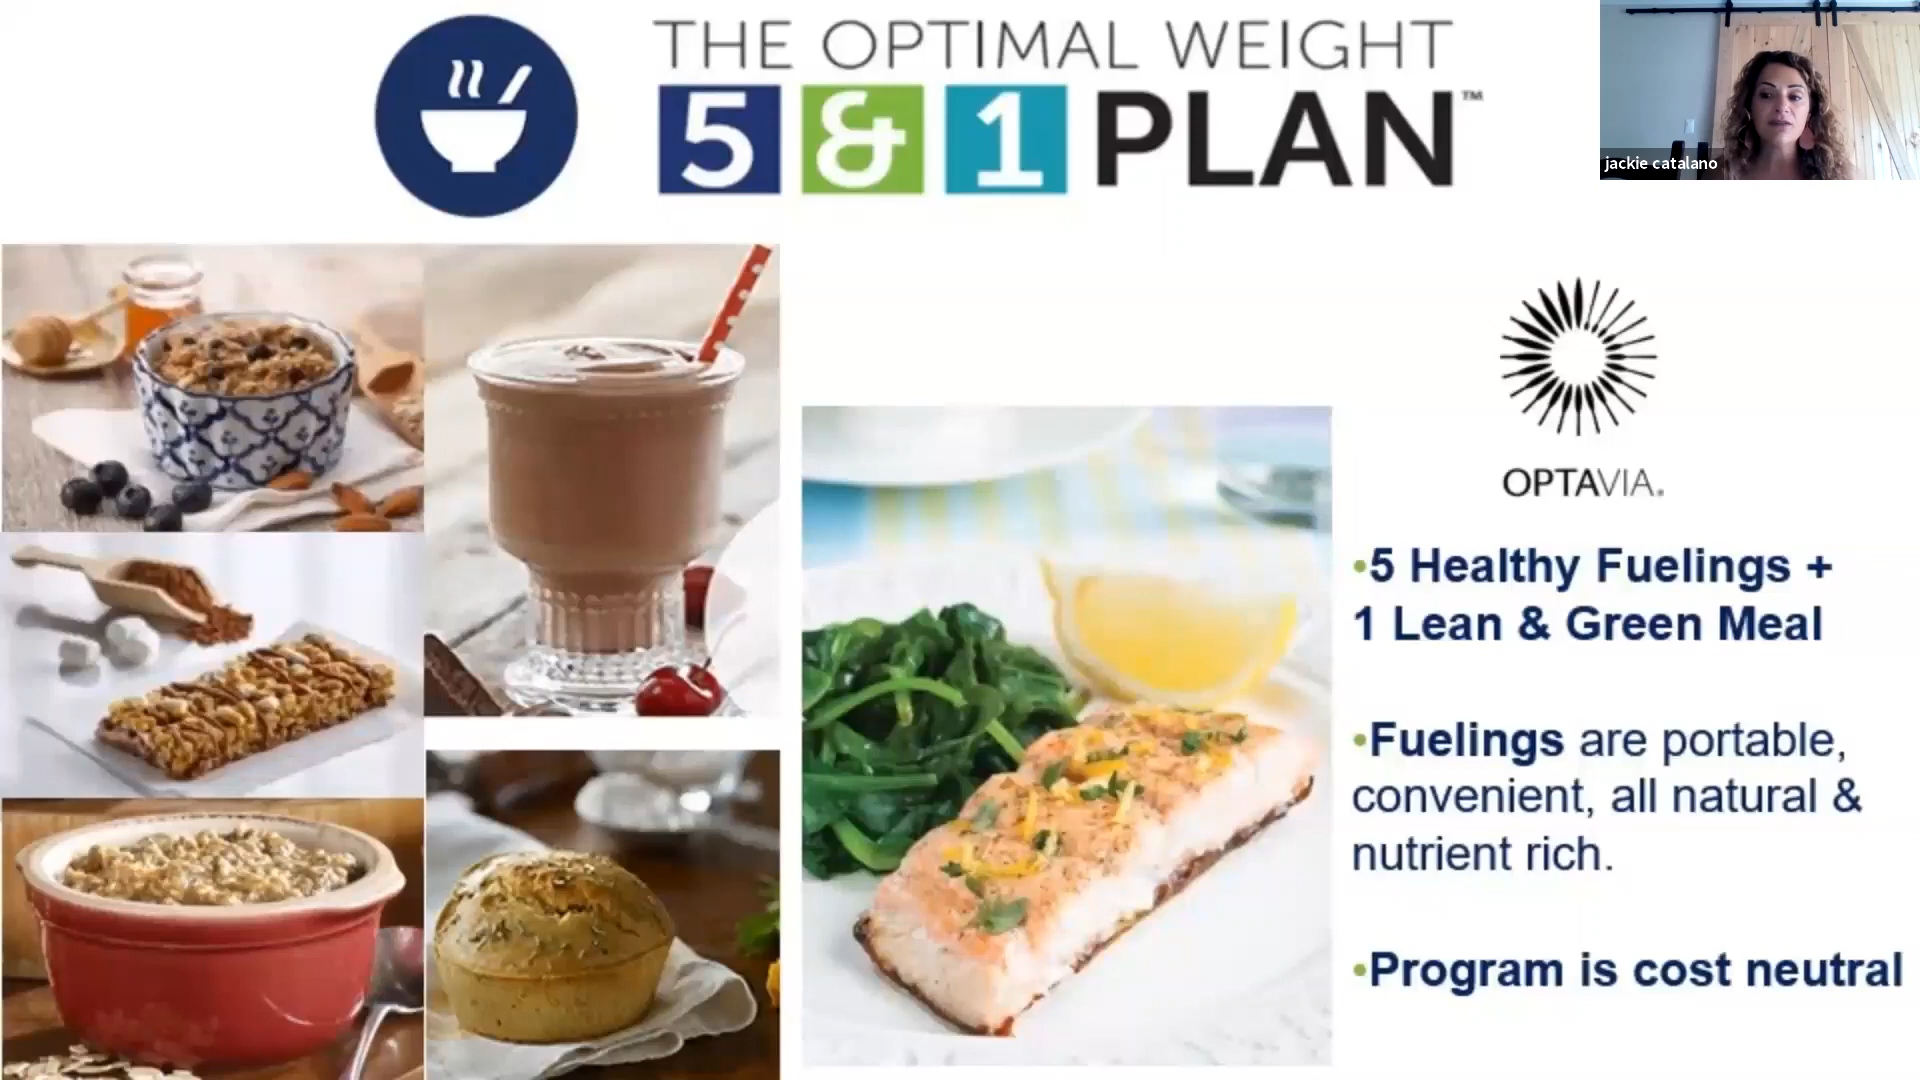 THE OPTIMAL WEIGHT
5 & 1 PLAN™
jackie catalano
OPTAVIA.
•5 Healthy Fuelings +
1 Lean & Green Meal
•Fuelings are portable,
convenient, all natural &
nutrient rich.
•Program is cost neutral